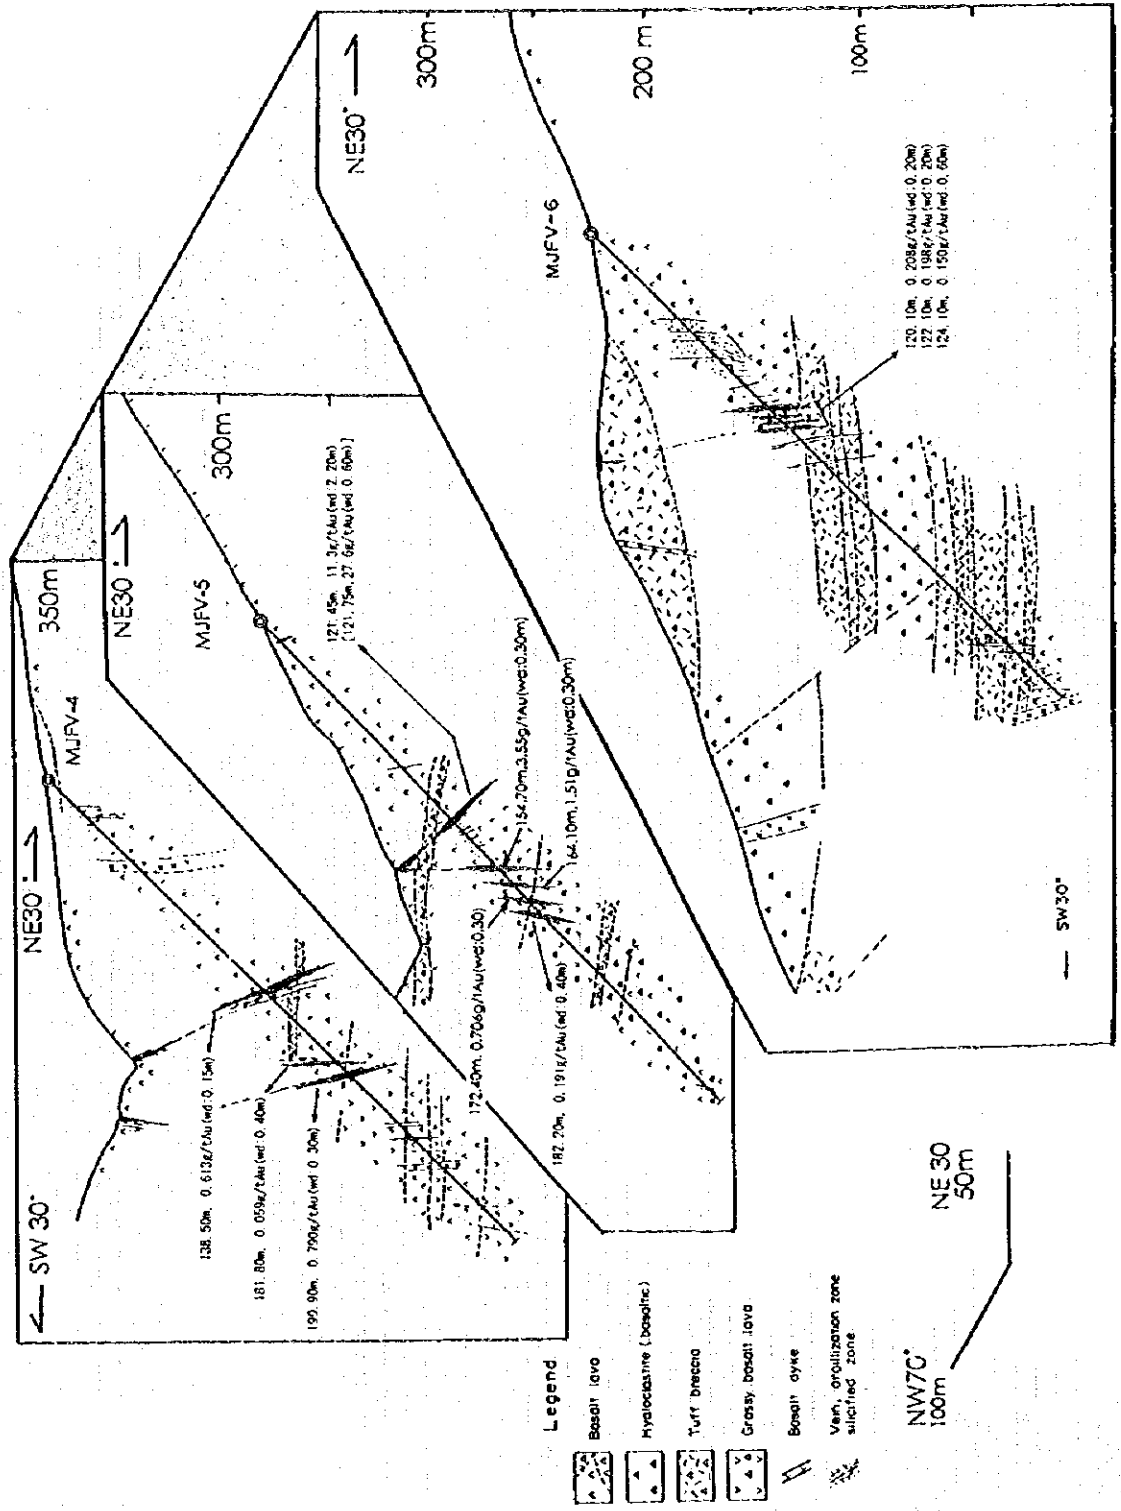 ← SW 30°
NE30° →
350m
MJFV-4
138.50m, 0.613g/tAu(wd:0.15m)
181.80m, 0.059g/tAu(wd:0.40m)
199.90m, 0.790g/tAu(wd:0.30m)
NE30° →
300m
MJFV-5
121.45m, 11.3g/tAu(wd:2.20m)
[121.75m, 27.6g/tAu(wd:0.60m)]
154.70m,3.55g/tAu(wd:0.30m)
164.10m,1.51g/tAu(wd:0.30m)
172.40m, 0.706g/tAu(wd:0.30)
182.20m, 0.191g/tAu(wd:0.40m)
NE30° →
300m
200 m
100m
MJFV-6
120.10m, 0.208g/tAu(wd:0.20m)
122.10m, 0.198g/tAu(wd:0.20m)
124.10m, 0.150g/tAu(wd:0.60m)
← SW30°
Legend
Basalt lava
Hyaloclastite (basaltic)
Tuff breccia
Grassy basalt lava
Basalt dyke
Vein, argillization zone
silicified zone
NW70°
100m
NE 30
50m